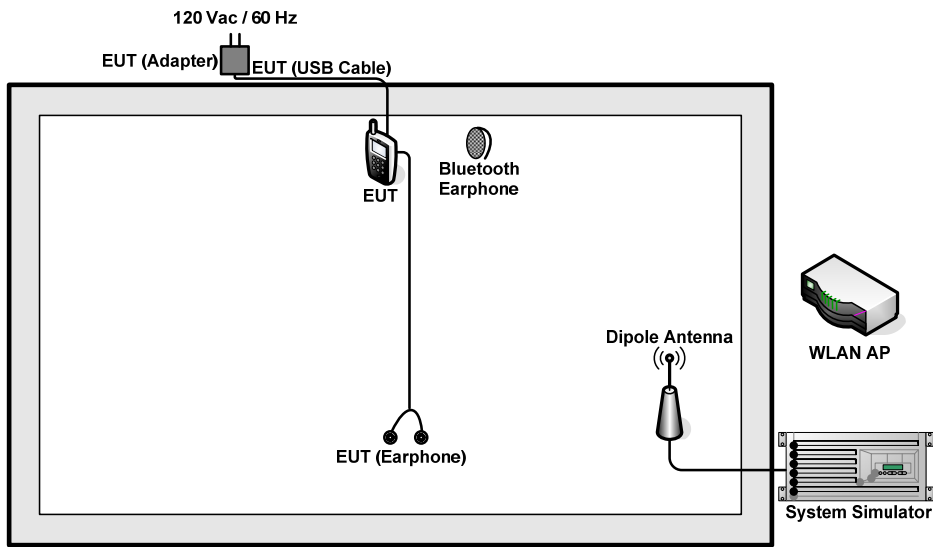 120 Vac / 60 Hz
EUT (Adapter)
EUT (USB Cable)
EUT
Bluetooth
Earphone
Dipole Antenna
WLAN AP
EUT (Earphone)
System Simulator